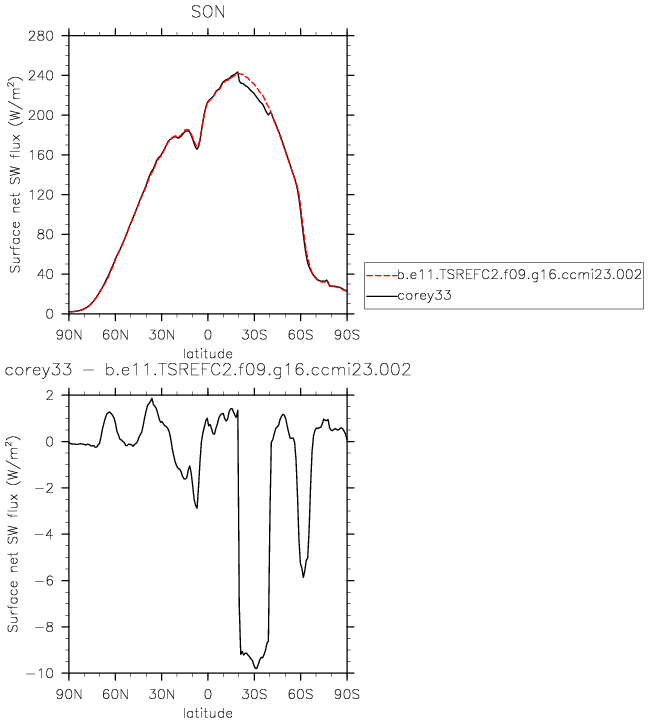 SON
Surface net SW flux (W/m²)
280
240
200
160
120
80
40
0
90N 60N 30N 0 30S 60S 90S
latitude
b.e11.TSREFC2.f09.g16.ccmi23.002
corey33
corey33 − b.e11.TSREFC2.f09.g16.ccmi23.002
Surface net SW flux (W/m²)
2
0
−2
−4
−6
−8
−10
90N 60N 30N 0 30S 60S 90S
latitude